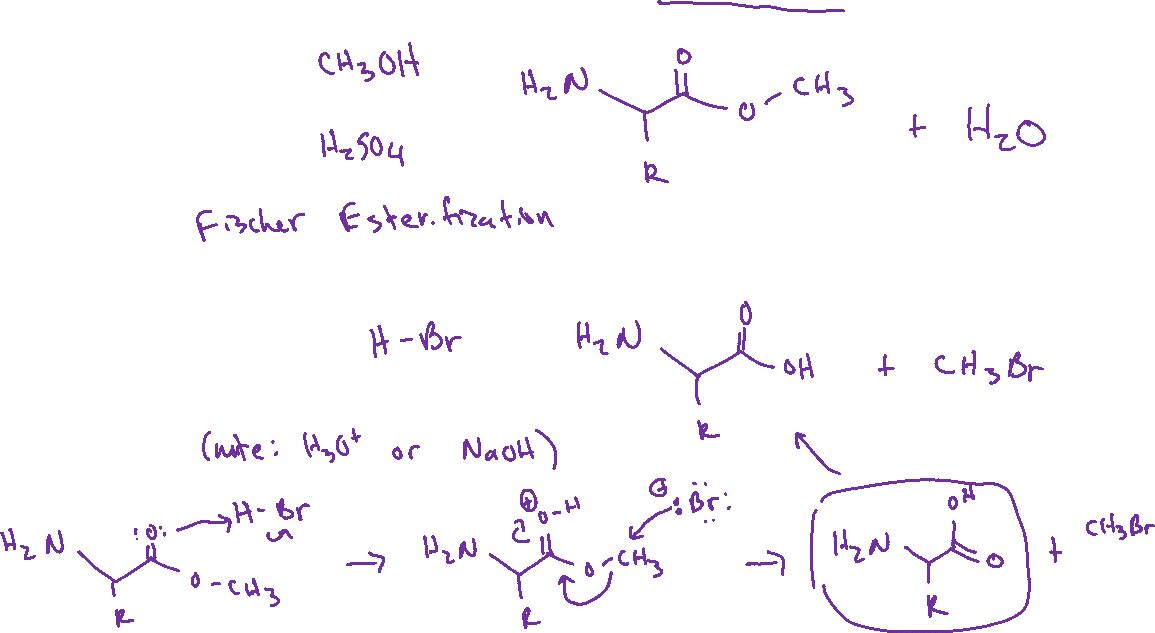 CH3OH H2N O O CH3 + H2O
H2SO4 R
Fischer Esterification
H-Br H2N O OH + CH3Br
R
(note: H3O+ or NaOH)
H2N :O: H-Br O-CH3 R
H2N ⊕ O-H O CH3 R ⊖ :Br:
H2N OH O R + CH3Br